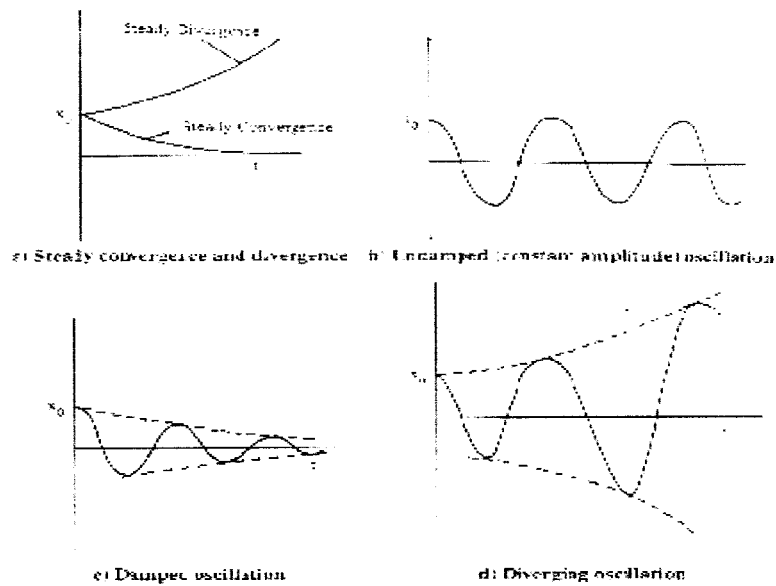 Steady Divergence
x
Steady Convergence
t
x0
a) Steady convergence and divergence
b) Undamped (constant amplitude) oscillation
x0
x0
c) Damped oscillation
d) Diverging oscillation